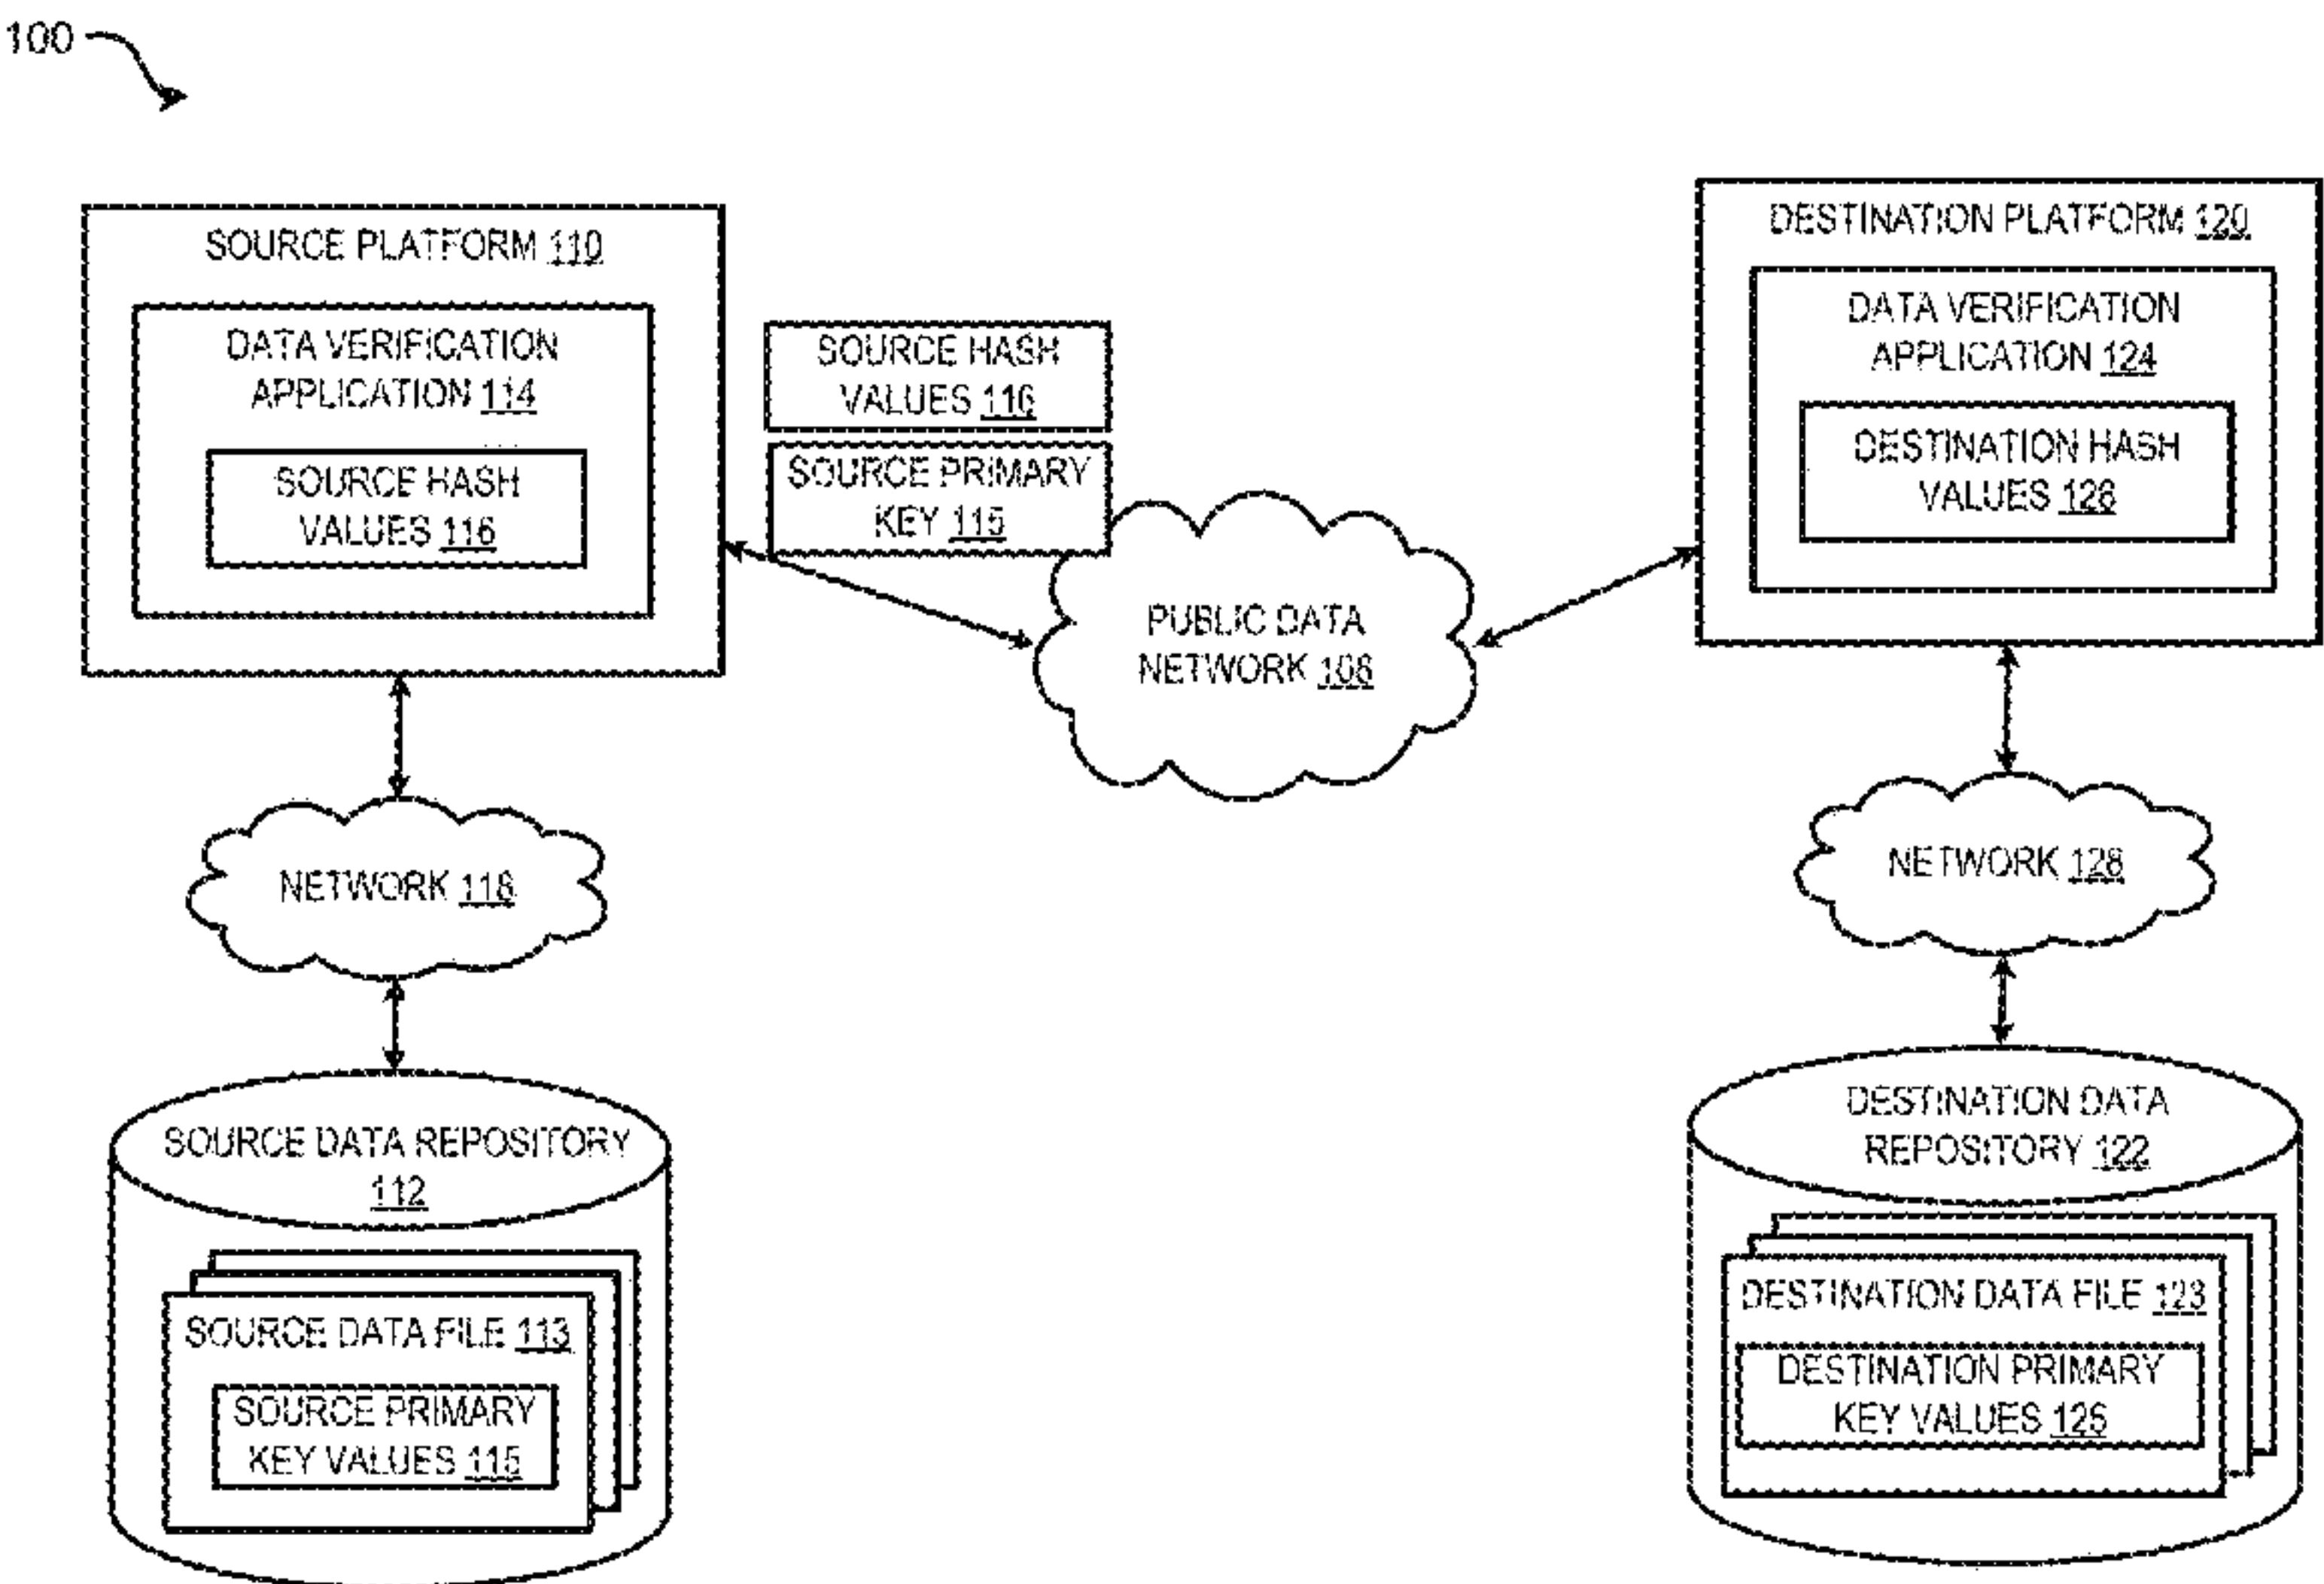 100
SOURCE PLATFORM 110
DATA VERIFICATION
APPLICATION 114
SOURCE HASH
VALUES 116
SOURCE HASH
VALUES 116
SOURCE PRIMARY
KEY 115
PUBLIC DATA
NETWORK 108
DESTINATION PLATFORM 120
DATA VERIFICATION
APPLICATION 124
DESTINATION HASH
VALUES 126
NETWORK 118
NETWORK 128
SOURCE DATA REPOSITORY
112
SOURCE DATA FILE 113
SOURCE PRIMARY
KEY VALUES 115
DESTINATION DATA
REPOSITORY 122
DESTINATION DATA FILE 123
DESTINATION PRIMARY
KEY VALUES 125